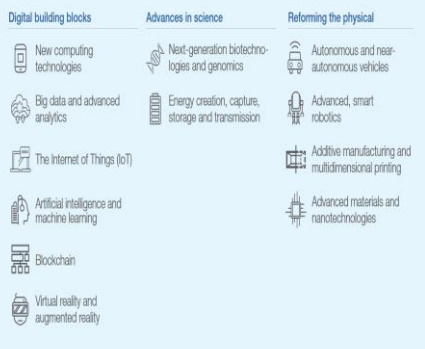 Digital building blocks
New computing
technologies
Big data and advanced
analytics
The Internet of Things (IoT)
Artificial intelligence and
machine learning
Blockchain
Virtual reality and
augmented reality
Advances in science
Next-generation biotechno-
logies and genomics
Energy creation, capture,
storage and transmission
Reforming the physical
Autonomous and near-
autonomous vehicles
Advanced, smart
robotics
Additive manufacturing and
multidimensional printing
Advanced materials and
nanotechnologies